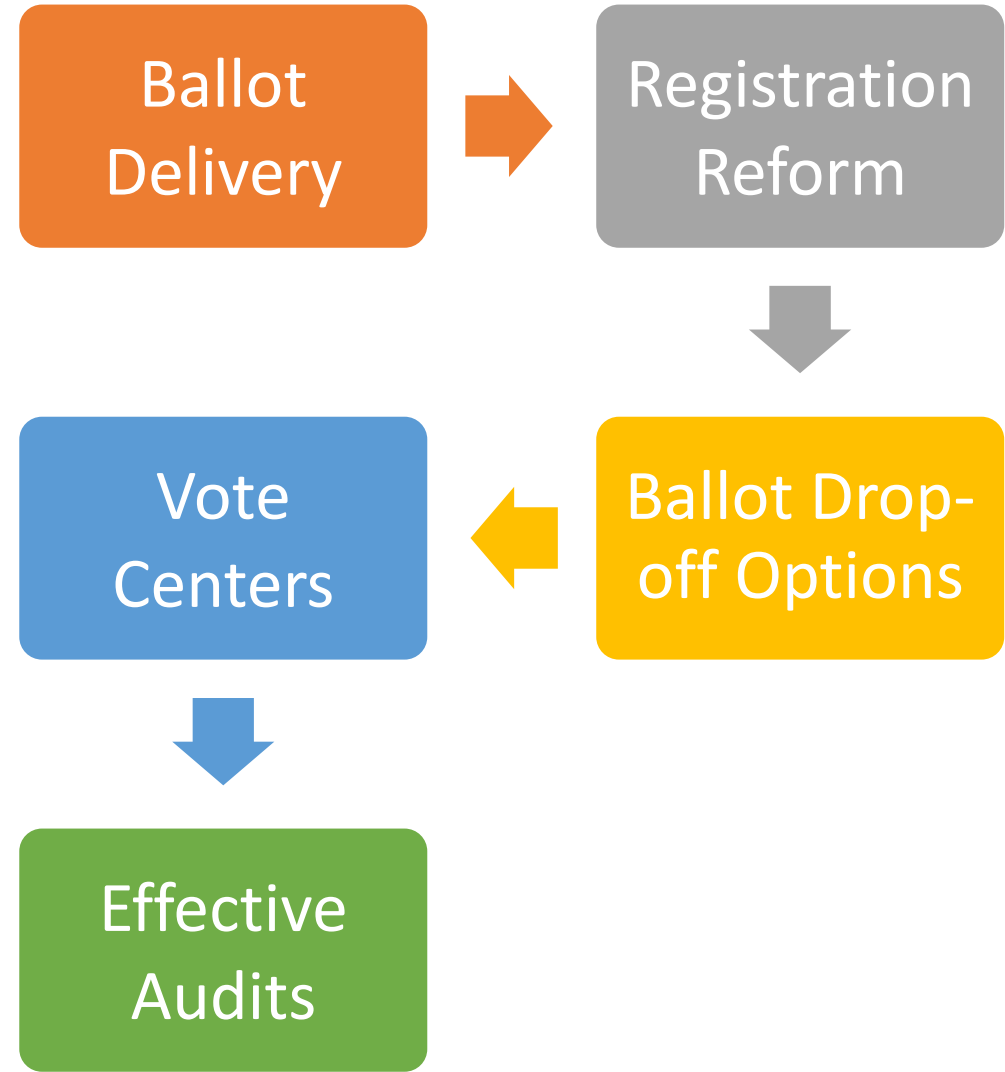 Ballot
Delivery
Registration
Reform
Ballot Drop-
off Options
Vote
Centers
Effective
Audits